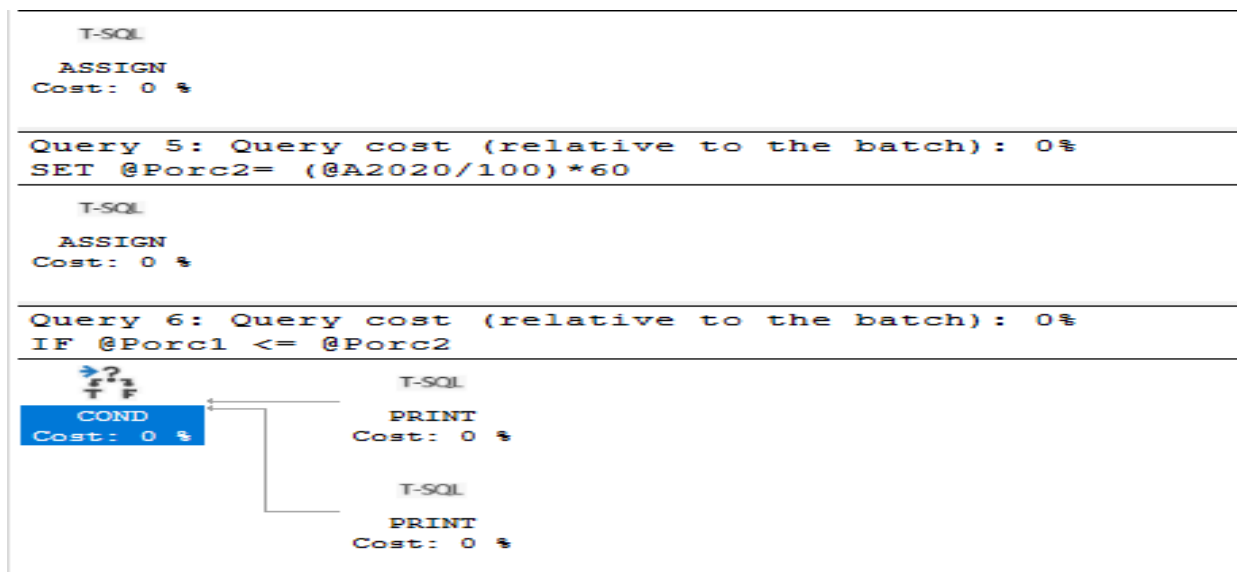 T-SQL
ASSIGN
Cost: 0 %
Query 5: Query cost (relative to the batch): 0%
SET @Porc2= (@A2020/100)*60
T-SQL
ASSIGN
Cost: 0 %
Query 6: Query cost (relative to the batch): 0%
IF @Porc1 <= @Porc2
?
T F
T-SQL
COND
Cost: 0 %
PRINT
Cost: 0 %
T-SQL
PRINT
Cost: 0 %